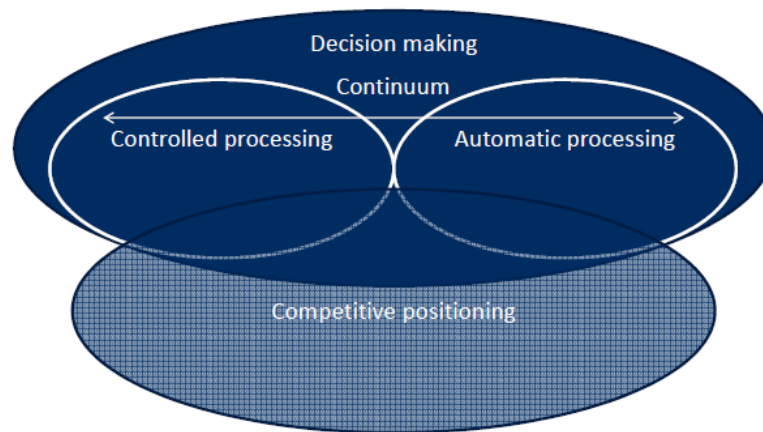 Decision making
Continuum
Controlled processing
Automatic processing
Competitive positioning